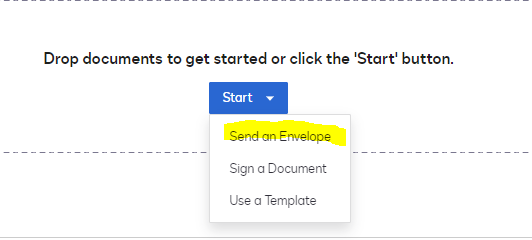 Drop documents to get started or click the 'Start' button.
Start
Send an Envelope
Sign a Document
Use a Template